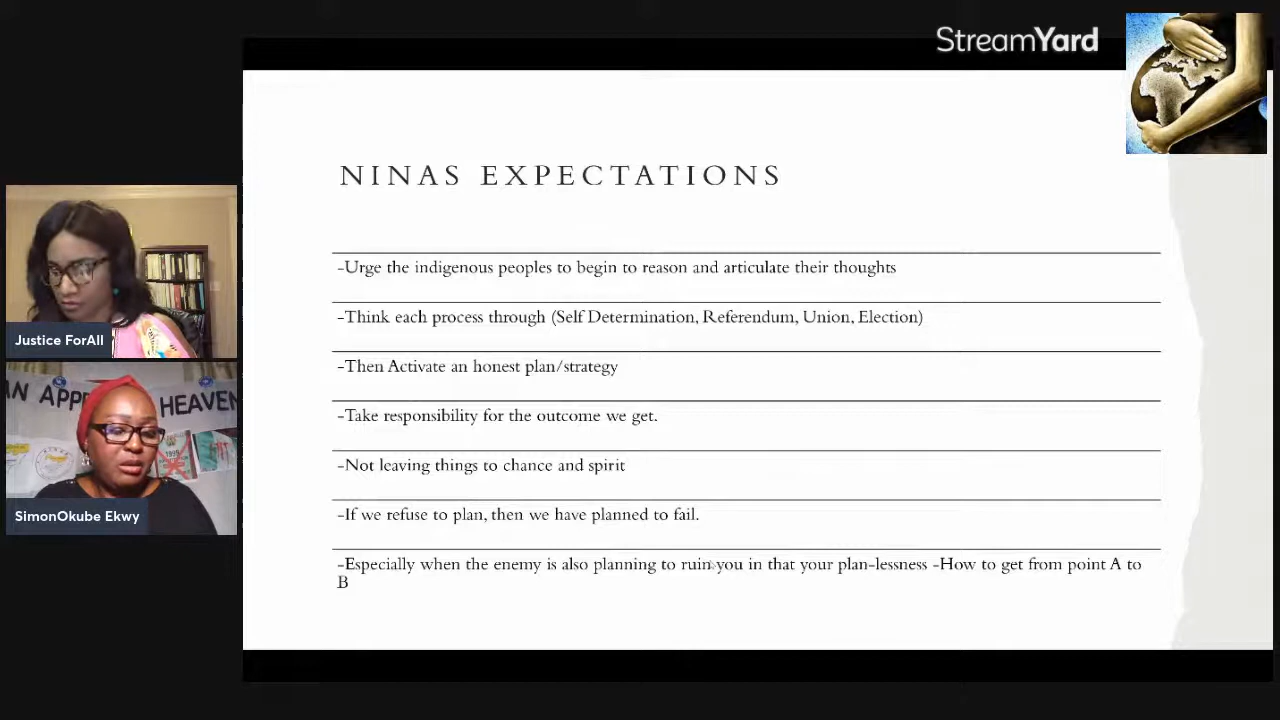 StreamYard
NINAS EXPECTATIONS
-Urge the indigenous peoples to begin to reason and articulate their thoughts
-Think each process through (Self Determination, Referendum, Union, Election)
-Then Activate an honest plan/strategy
-Take responsibility for the outcome we get.
-Not leaving things to chance and spirit
-If we refuse to plan, then we have planned to fail.
-Especially when the enemy is also planning to ruin you in that your plan-lessness -How to get from point A to
B
Justice ForAll
AN APP HEAVEN
1999
SimonOkube Ekwy